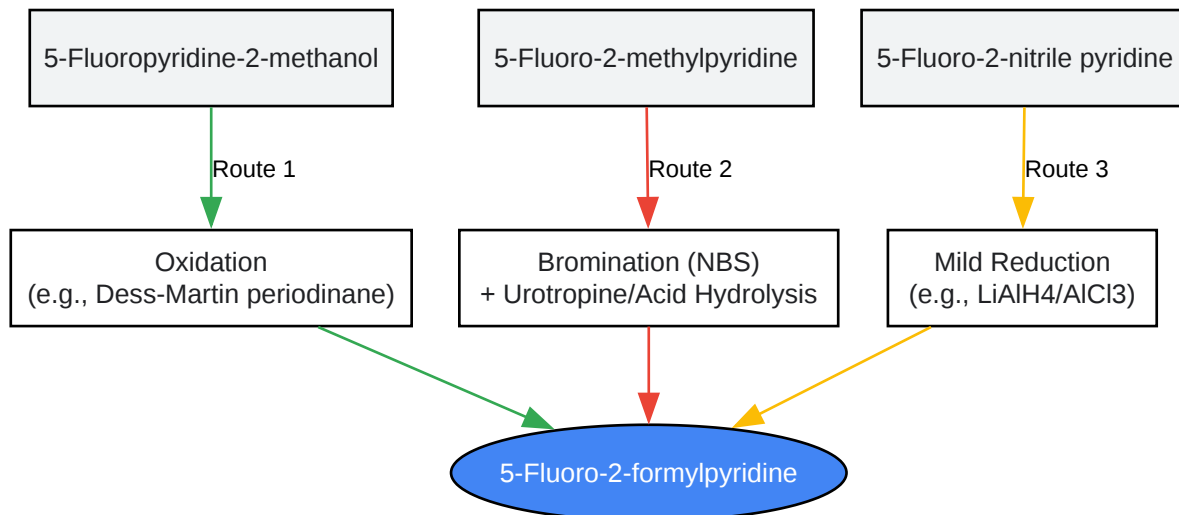 5-Fluoropyridine-2-methanol
5-Fluoro-2-methylpyridine
5-Fluoro-2-nitrile pyridine
Route 1
Route 2
Route 3
Oxidation
(e.g., Dess-Martin periodinane)
Bromination (NBS)
+ Urotropine/Acid Hydrolysis
Mild Reduction
(e.g., LiAlH4/AlCl3)
5-Fluoro-2-formylpyridine